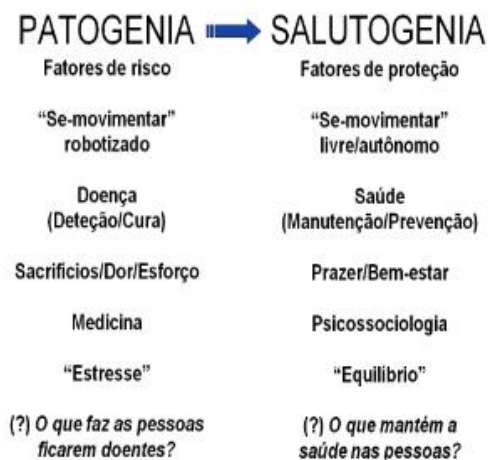 PATOGENIA SALUTOGENIA
Fatores de risco
Fatores de proteção
“Se-movimentar”
robotizado
“Se-movimentar”
livre/autônomo
Doença
(Deteção/Cura)
Saúde
(Manutenção/Prevenção)
Sacrificios/Dor/Esforço
Prazer/Bem-estar
Medicina
Psicossociologia
“Estresse”
“Equilibrio”
(?) O que faz as pessoas
ficarem doentes?
(?) O que mantém a
saúde nas pessoas?